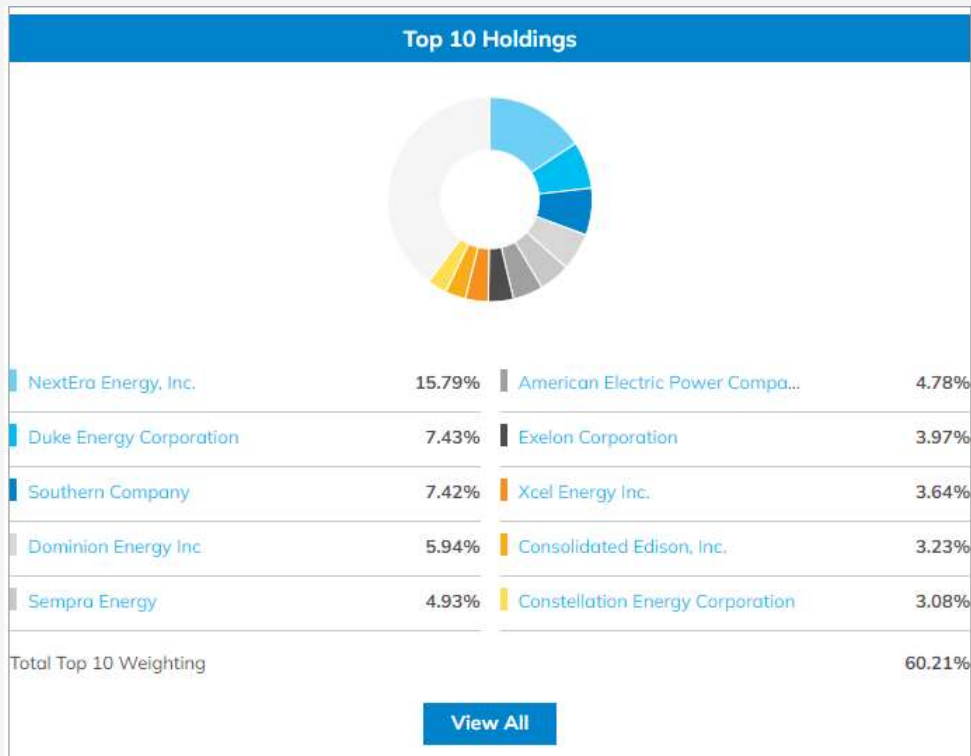 Top 10 Holdings
NextEra Energy, Inc. 15.79% American Electric Power Compa... 4.78%
Duke Energy Corporation 7.43% Exelon Corporation 3.97%
Southern Company 7.42% Xcel Energy Inc. 3.64%
Dominion Energy Inc 5.94% Consolidated Edison, Inc. 3.23%
Sempra Energy 4.93% Constellation Energy Corporation 3.08%
Total Top 10 Weighting 60.21%
View All